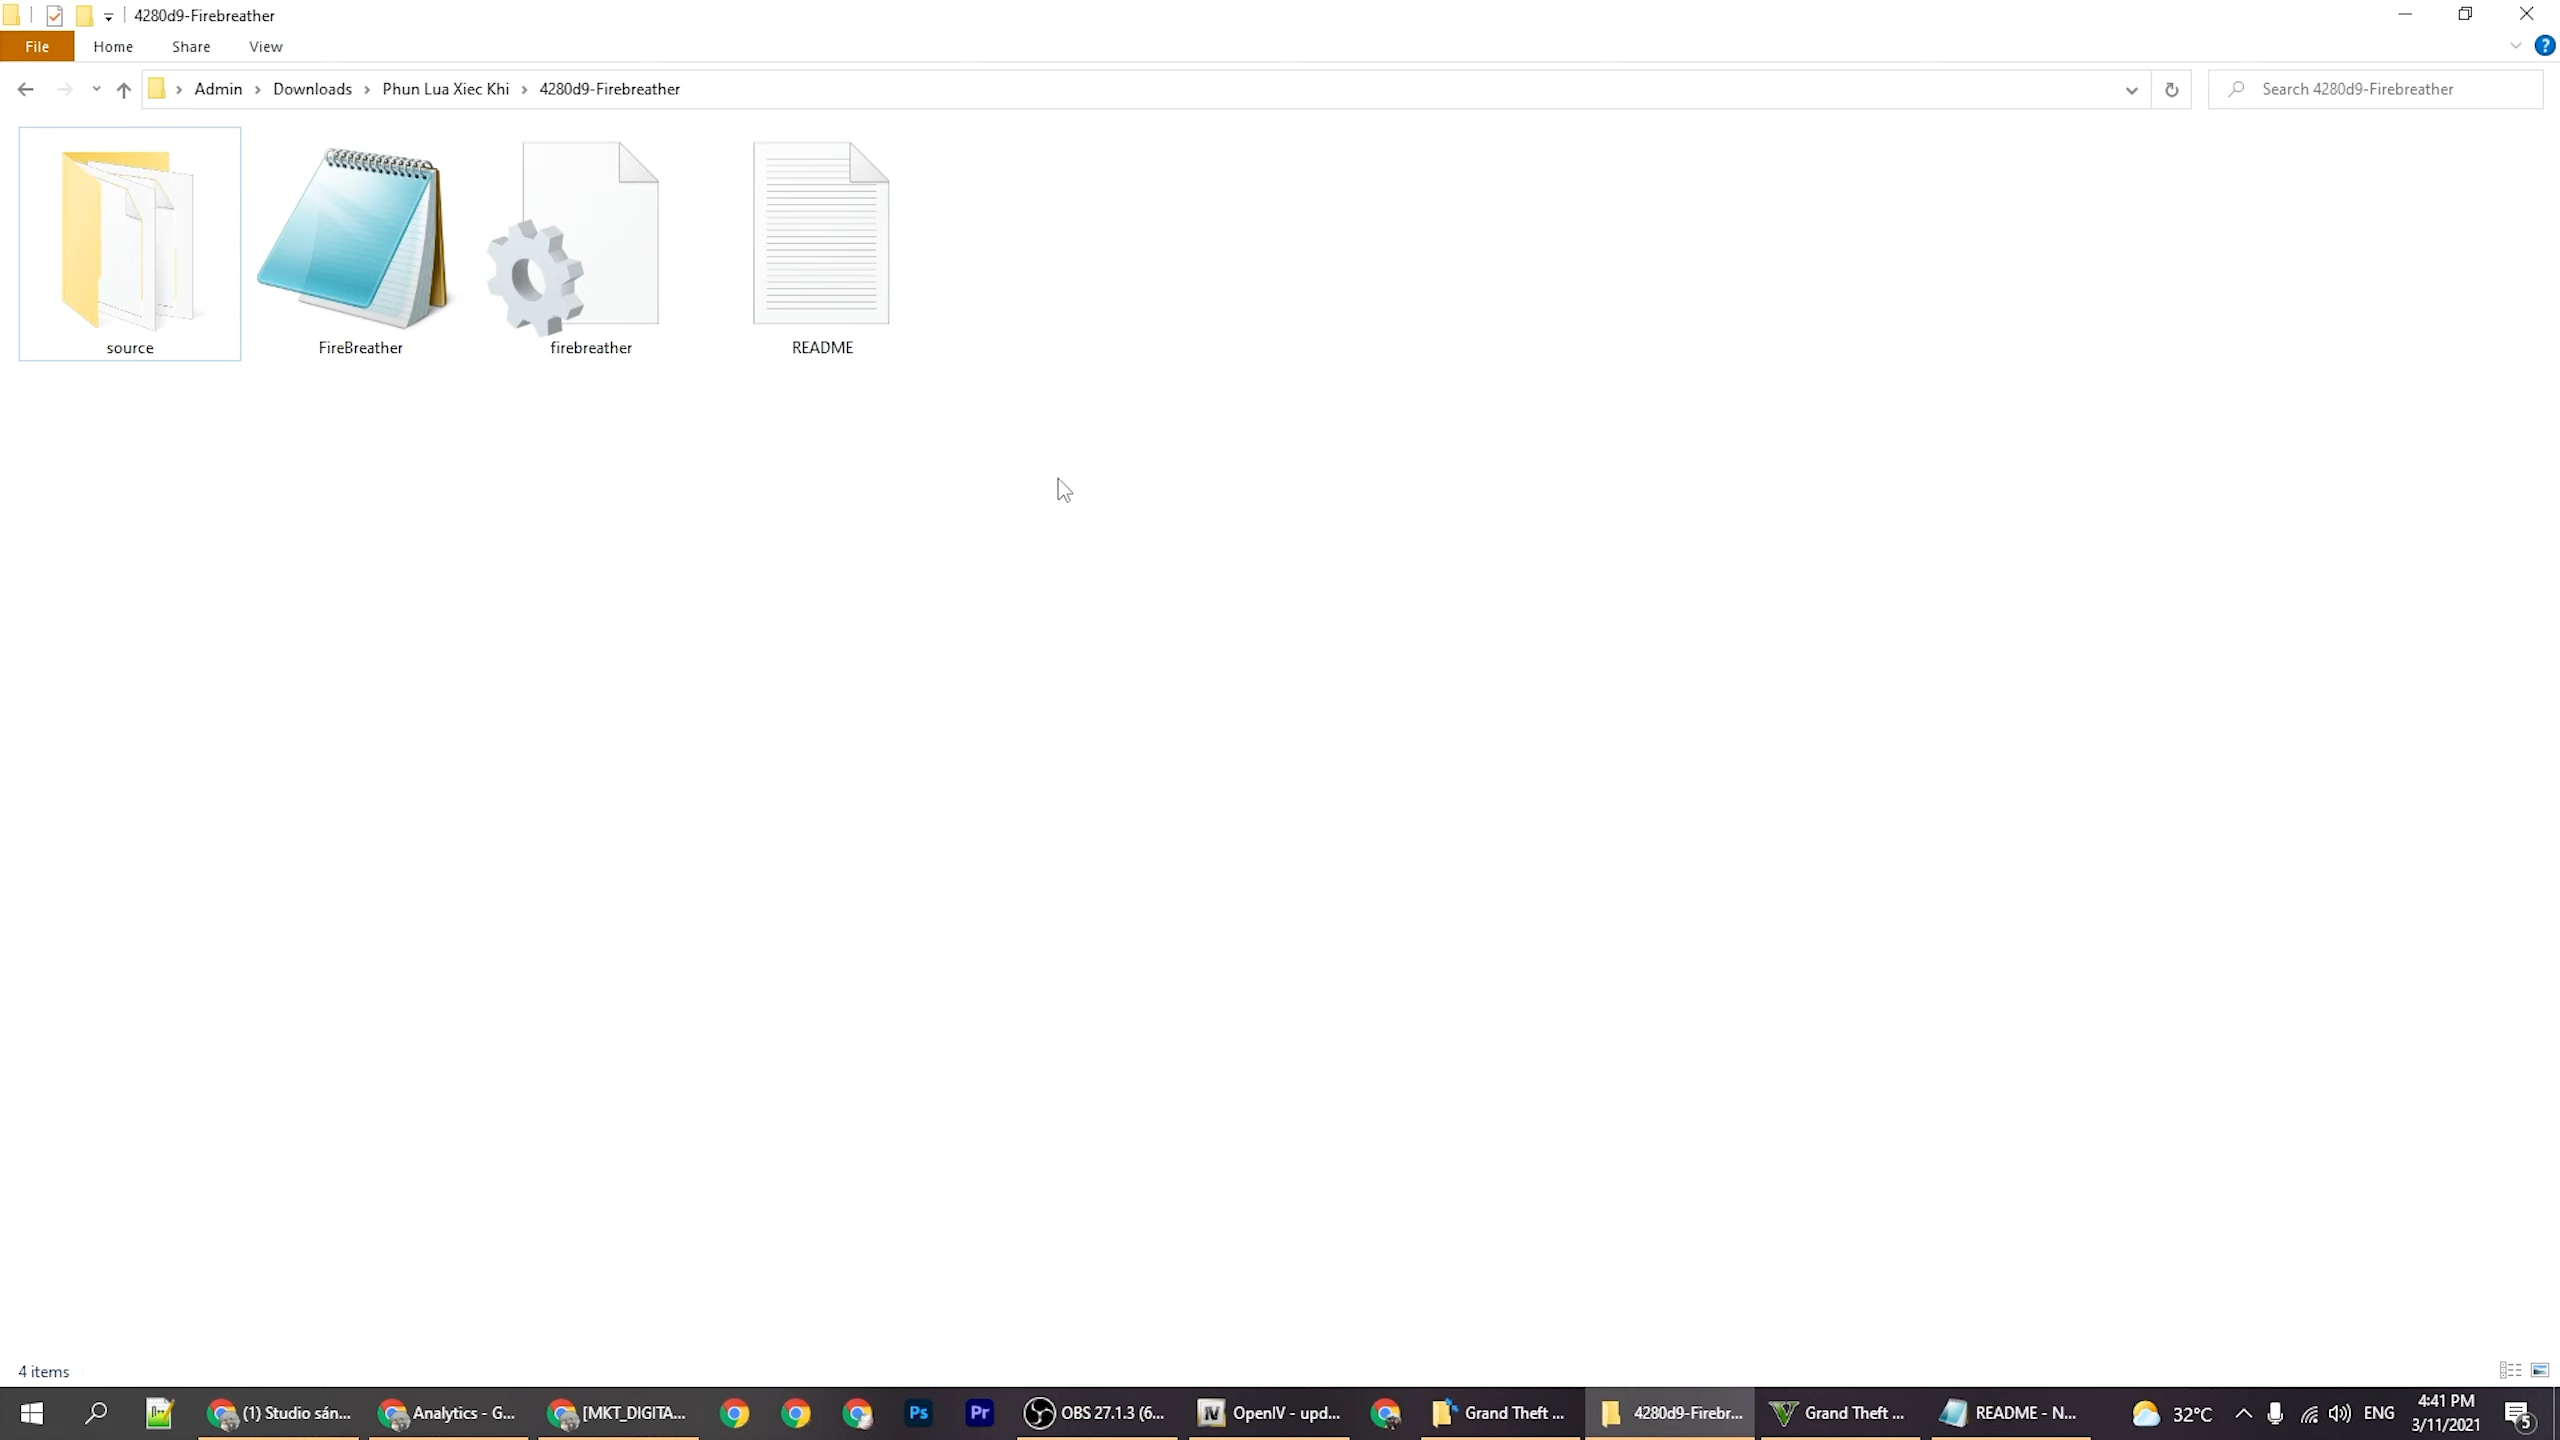 4280d9-Firebreather
File Home Share View
Admin Downloads Phun Lua Xiec Khi 4280d9-Firebreather Search 4280d9-Firebreather
source FireBreather firebreather README
4 items
(1) Studio sán... Analytics - G... [MKT_DIGITA... Ps Pr OBS 27.1.3 (6... IV OpenIV - upd... Grand Theft ... 4280d9-Firebr... V Grand Theft ... README - N... 32°C ENG 4:41 PM
3/11/2021 5